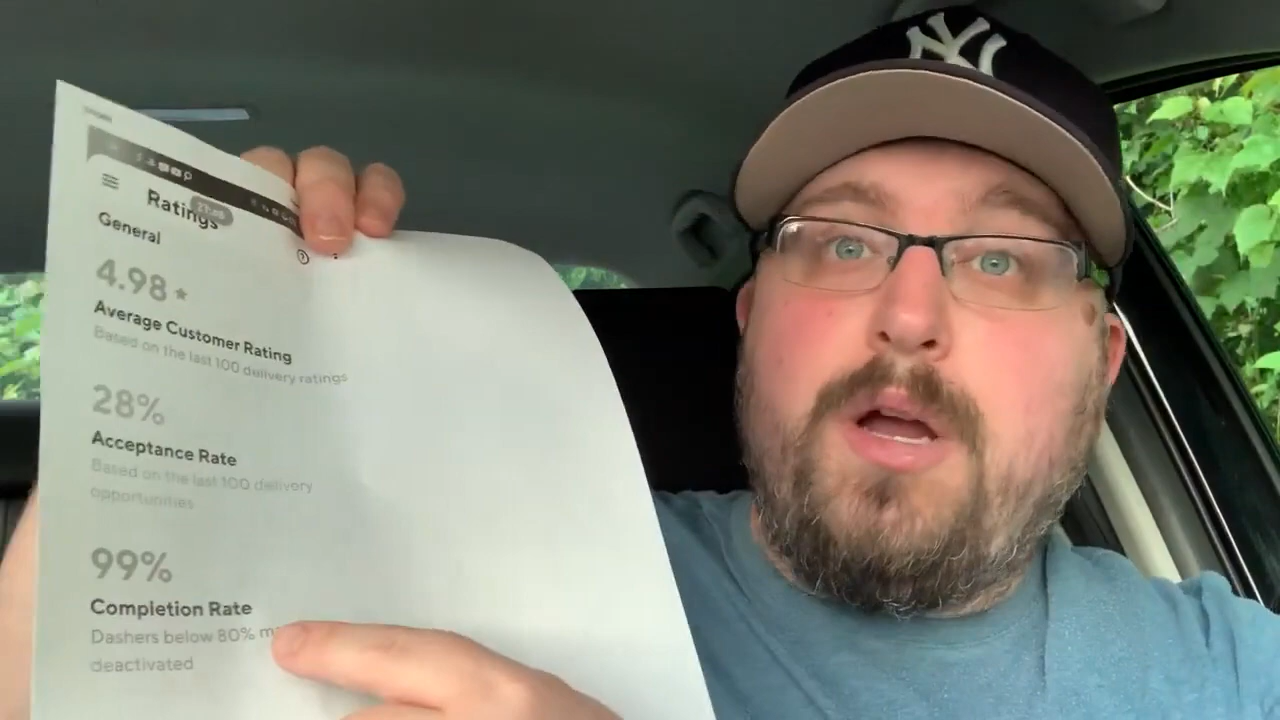 NY
Ratings
General
4.98 ★
Average Customer Rating
Based on the last 100 delivery ratings
28%
Acceptance Rate
Based on the last 100 delivery
opportunities
99%
Completion Rate
Dashers below 80%
deactivated